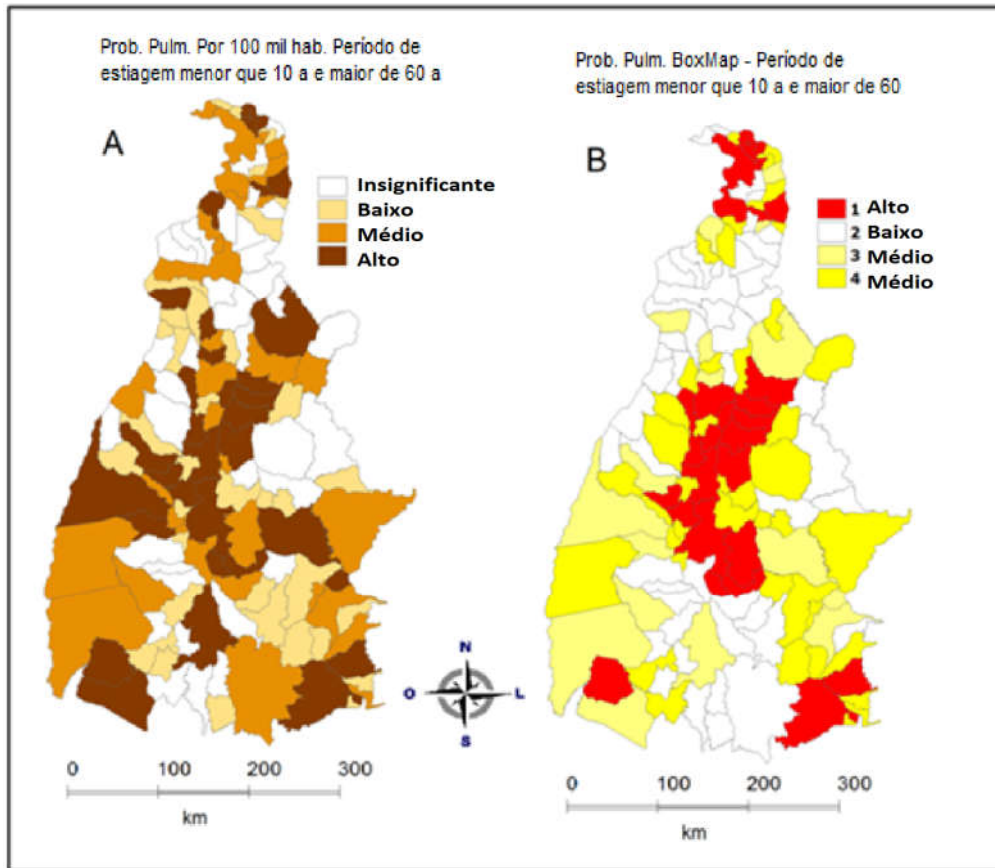 Prob. Pulm. Por 100 mil hab. Período de
estiagem menor que 10 a e maior de 60 a
A
Insignificante
Baixo
Médio
Alto
0 100 200 300
km
N
O L
S
Prob. Pulm. BoxMap - Período de
estiagem menor que 10 a e maior de 60
B
1 Alto
2 Baixo
3 Médio
4 Médio
0 100 200 300
km